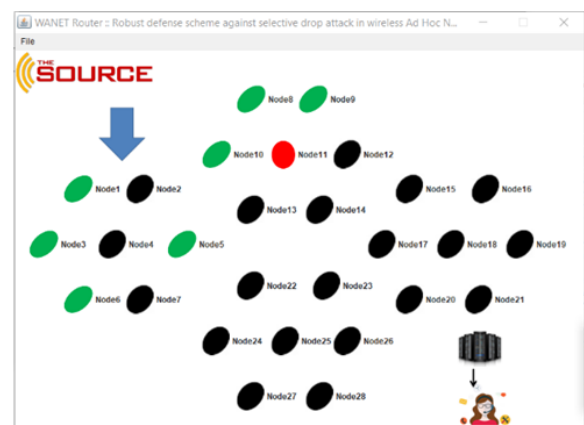 WANET Router :: Robust defense scheme against selective drop attack in wireless Ad Hoc N...
File
THE
SOURCE
Node8 Node9
Node10 Node11 Node12
Node1 Node2 Node15 Node16
Node13 Node14
Node3 Node4 Node5 Node17 Node18 Node19
Node22 Node23
Node6 Node7 Node20 Node21
Node24 Node25 Node26
Node27 Node28